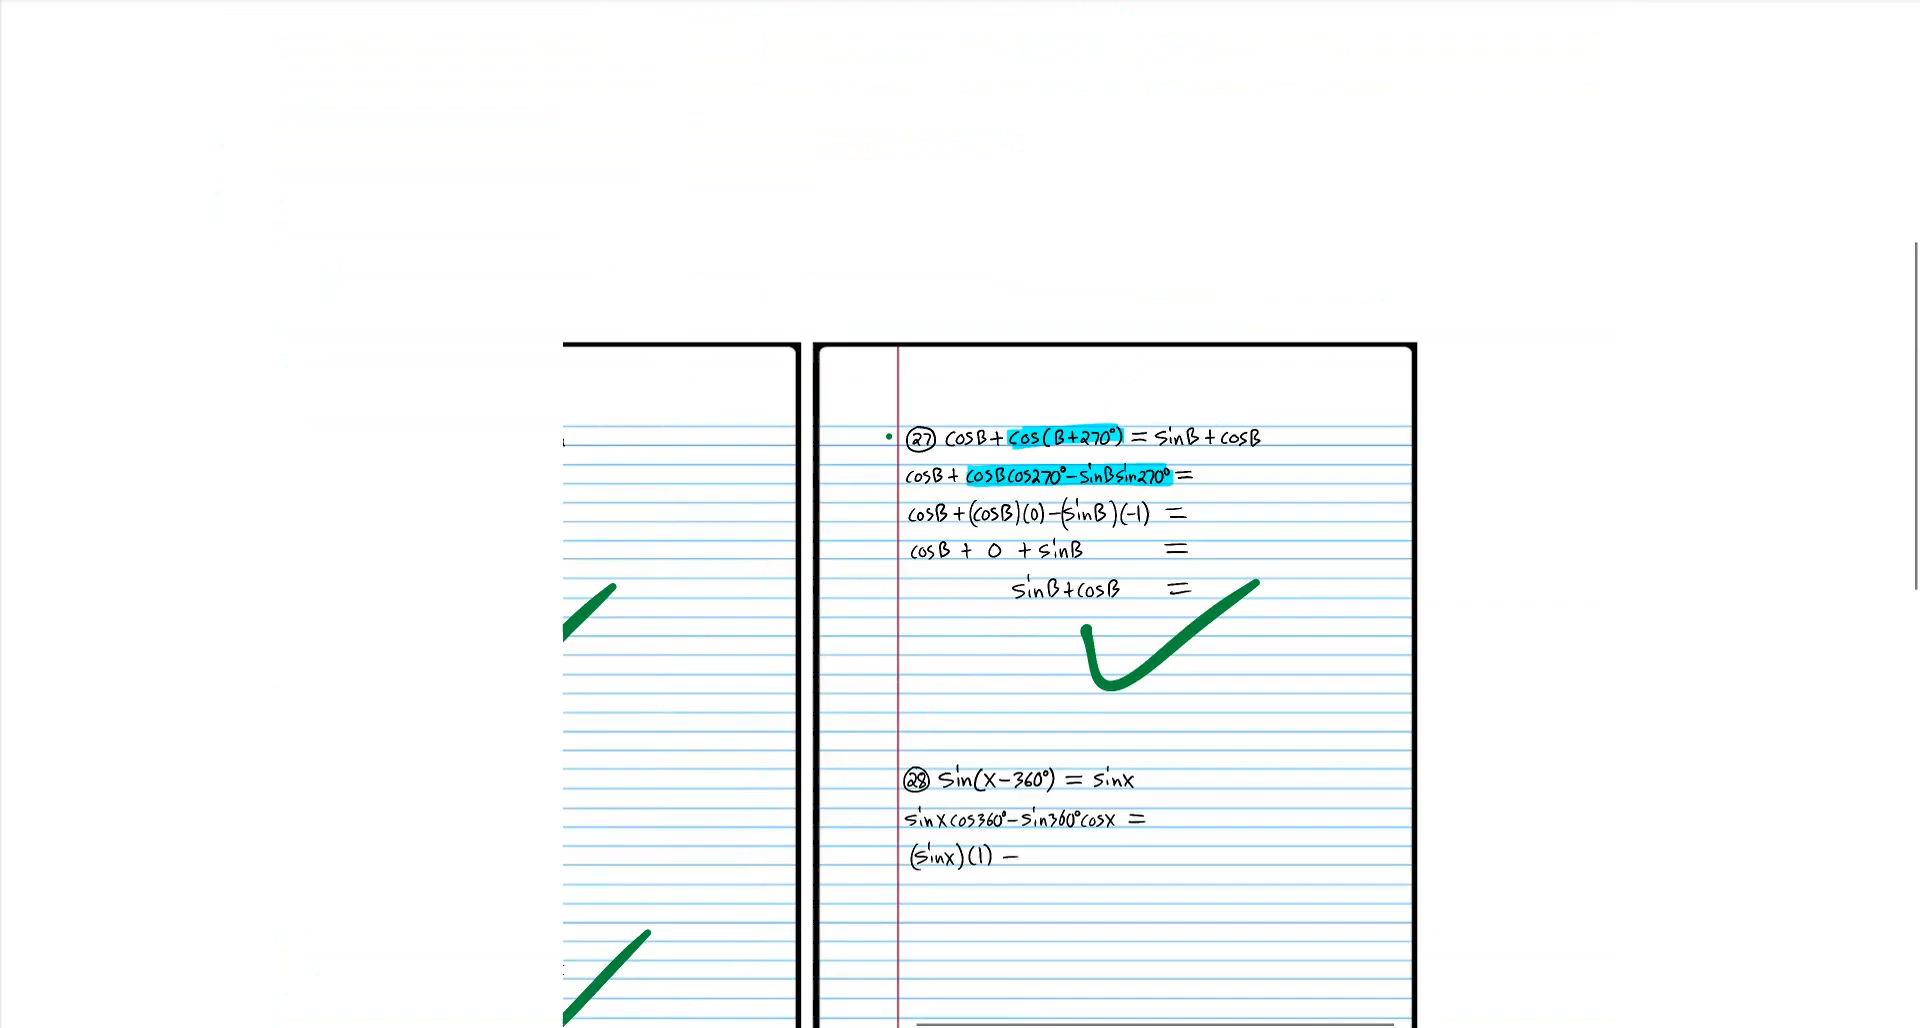 (27) cosB + cos(B+270°) = sinB + cosB
cosB + cosBcos270° - sinBsin270° =
cosB + (cosB)(0) - (sinB)(-1) =
cosB + 0 + sinB =
sinB + cosB =
(28) sin(x-360°) = sinx
sinxcos360° - sin360°cosx =
(sinx)(1) -